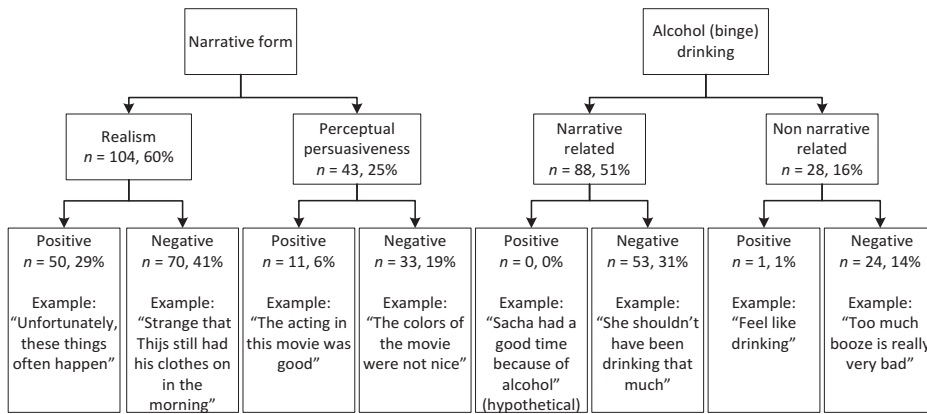 Narrative form
Alcohol (binge)
drinking
Realism
n = 104, 60%
Perceptual
persuasiveness
n = 43, 25%
Narrative
related
n = 88, 51%
Non narrative
related
n = 28, 16%
Positive
n = 50, 29%
Example:
“Unfortunately,
these things
often happen”
Negative
n = 70, 41%
Example:
“Strange that
Thijs still had
his clothes on
in the
morning”
Positive
n = 11, 6%
Example:
“The acting in
this movie was
good”
Negative
n = 33, 19%
Example:
“The colors of
the movie
were not nice”
Positive
n = 0, 0%
Example:
“Sacha had a
good time
because of
alcohol”
(hypothetical)
Negative
n = 53, 31%
Example:
“She shouldn’t
have been
drinking that
much”
Positive
n = 1, 1%
Example:
“Feel like
drinking”
Negative
n = 24, 14%
Example:
“Too much
booze is really
very bad”